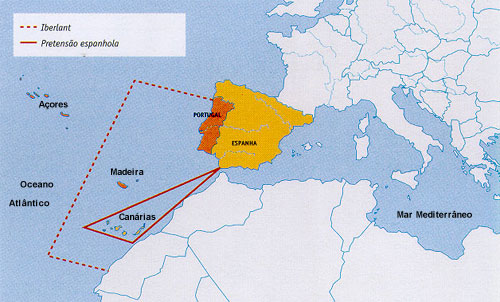 Iberlant
Pretensão espanhola
Açores
PORTUGAL
ESPANHA
Madeira
Oceano
Atlântico
Canárias
Mar Mediterrâneo